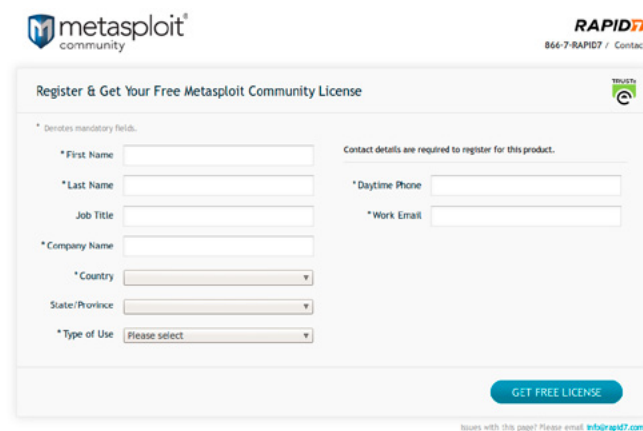 metasploit®
community
RAPID7
866-7-RAPID7 / Contac
Register & Get Your Free Metasploit Community License
TRUSTe
* Denotes mandatory fields.
Contact details are required to register for this product.
* First Name
* Last Name
* Daytime Phone
Job Title
* Work Email
* Company Name
* Country
State/Province
* Type of Use
Please select
GET FREE LICENSE
Issues with this page? Please email info@rapid7.com